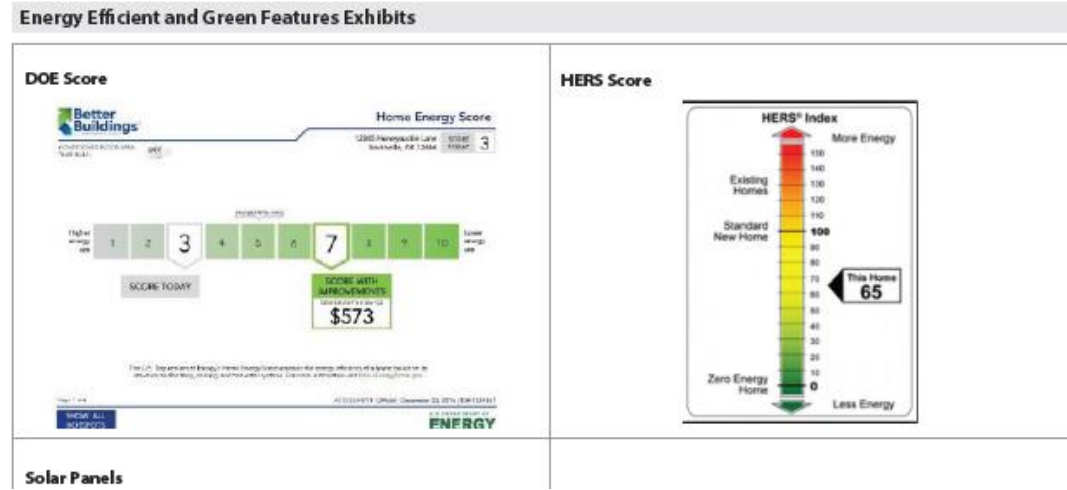 Energy Efficient and Green Features Exhibits
DOE Score
Better
Buildings
Home Energy Score
3
Higher
energy
use
1 2 3 4 5 6 7 8 9 10
Lower
energy
use
SCORE TODAY
SCORE WITH
IMPROVEMENTS
$573
SHOW ALL
HOTSPOTS
ENERGY
HERS Score
HERS® Index
More Energy
150
140
Existing
Homes
130
120
110
Standard
New Home
100
90
80
70
This Home
65
60
50
40
30
20
10
Zero Energy
Home
0
Less Energy
Solar Panels